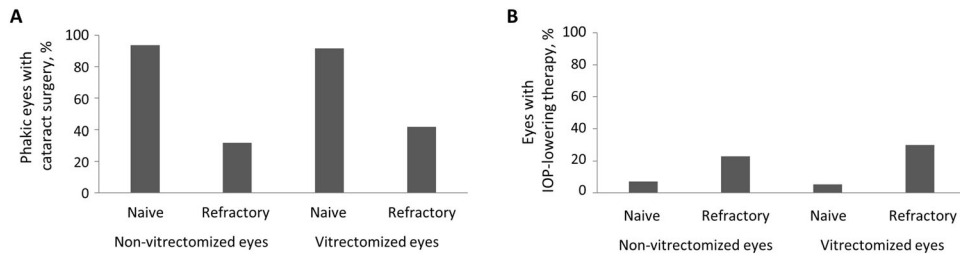 A
Phakic eyes with
cataract surgery, %
100
80
60
40
20
0
Naive Refractory Naive Refractory
Non-vitrectomized eyes Vitrectomized eyes
B
Eyes with
IOP-lowering therapy, %
100
80
60
40
20
0
Naive Refractory Naive Refractory
Non-vitrectomized eyes Vitrectomized eyes